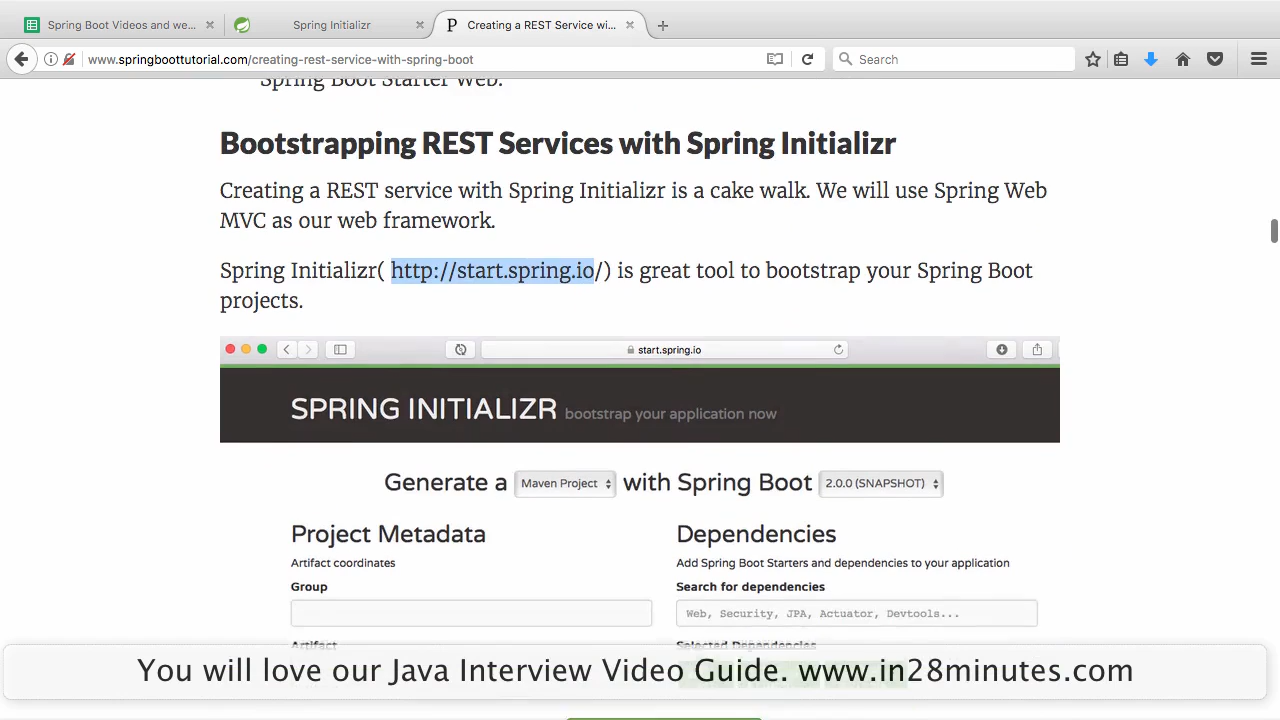 Spring Boot Videos and we...
Spring Initializr
Creating a REST Service wi...
www.springboottutorial.com/creating-rest-service-with-spring-boot
Search
Spring Boot Starter Web.
Bootstrapping REST Services with Spring Initializr
Creating a REST service with Spring Initializr is a cake walk. We will use Spring Web
MVC as our web framework.
Spring Initializr( http://start.spring.io/) is great tool to bootstrap your Spring Boot
projects.
start.spring.io
SPRING INITIALIZR bootstrap your application now
Generate a Maven Project with Spring Boot 2.0.0 (SNAPSHOT)
Project Metadata
Artifact coordinates
Group
Dependencies
Add Spring Boot Starters and dependencies to your application
Search for dependencies
Web, Security, JPA, Actuator, Devtools...
Artifact
Selected Dependencies
You will love our Java Interview Video Guide. www.in28minutes.com